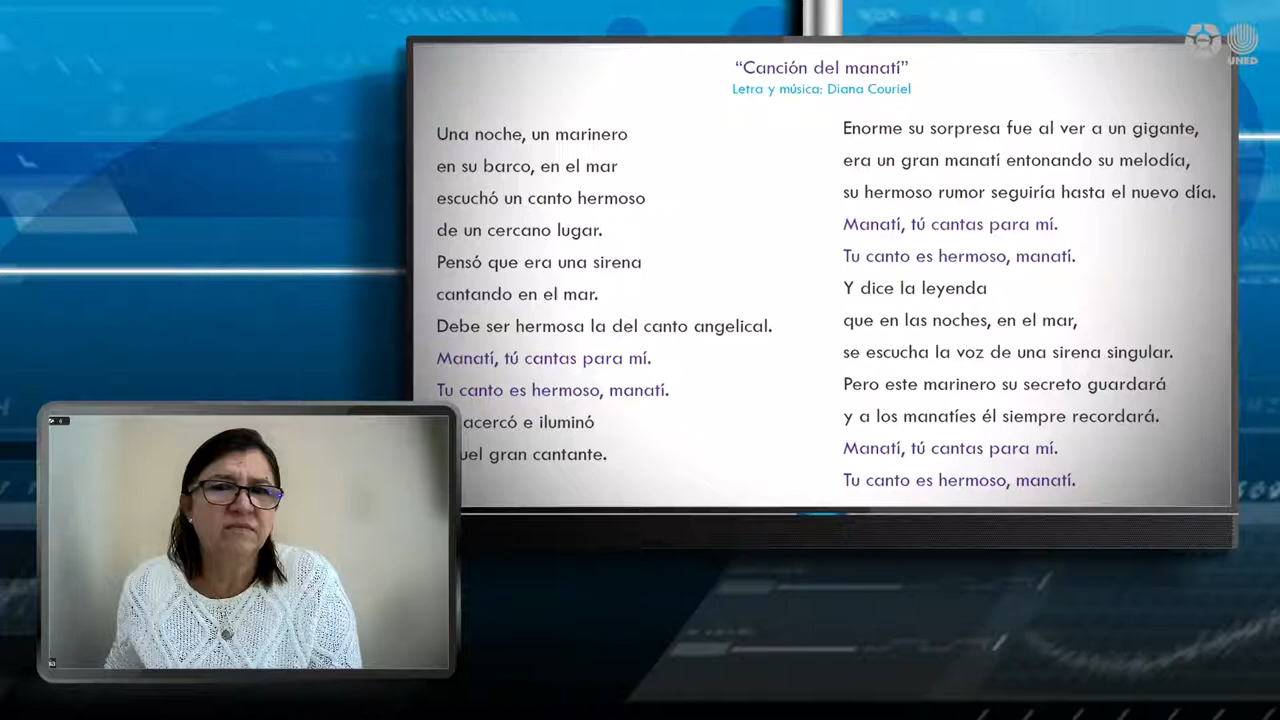 “Canción del manatí”
Letra y música: Diana Couriel
Una noche, un marinero
en su barco, en el mar
escuchó un canto hermoso
de un cercano lugar.
Pensó que era una sirena
cantando en el mar.
Debe ser hermosa la del canto angelical.
Manatí, tú cantas para mí.
Tu canto es hermoso, manatí.
acercó e iluminó
gran cantante.
Enorme su sorpresa fue al ver a un gigante,
era un gran manatí entonando su melodía,
su hermoso rumor seguiría hasta el nuevo día.
Manatí, tú cantas para mí.
Tu canto es hermoso, manatí.
Y dice la leyenda
que en las noches, en el mar,
se escucha la voz de una sirena singular.
Pero este marinero su secreto guardará
y a los manatíes él siempre recordará.
Manatí, tú cantas para mí.
Tu canto es hermoso, manatí.
UNED